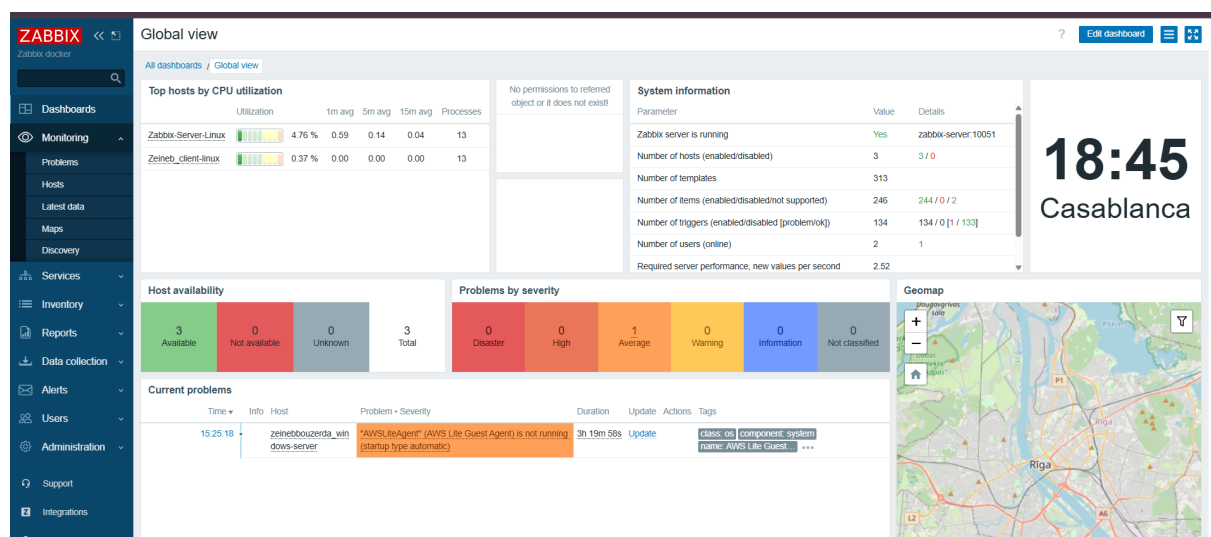 ZABBIX
Zabbix docker
Dashboards
Monitoring
Problems
Hosts
Latest data
Maps
Discovery
Services
Inventory
Reports
Data collection
Alerts
Users
Administration
Support
Integrations
Global view
? Edit dashboard
All dashboards / Global view
Top hosts by CPU utilization
Utilization 1m avg 5m avg 15m avg Processes
Zabbix-Server-Linux 4.76 % 0.59 0.14 0.04 13
Zeineb_client-linux 0.37 % 0.00 0.00 0.00 13
No permissions to referred
object or it does not exist!
System information
Parameter Value Details
Zabbix server is running Yes zabbix-server:10051
Number of hosts (enabled/disabled) 3 3 / 0
Number of templates 313
Number of items (enabled/disabled/not supported) 246 244 / 0 / 2
Number of triggers (enabled/disabled [problem/ok]) 134 134 / 0 [1 / 133]
Number of users (online) 2 1
Required server performance, new values per second 2.52
18:45
Casablanca
Host availability
3 0 0 3
Available Not available Unknown Total
Problems by severity
0 0 1 0 0 0
Disaster High Average Warning Information Not classified
Geomap
+
−
P1
Rīga
Rīga
L2
A6
Current problems
Time Info Host Problem • Severity Duration Update Actions Tags
15:25:18 zeinebbouzerda_win "AWSLiteAgent" (AWS Lite Guest Agent) is not running 3h 19m 58s Update class: os component: system
dows-server (startup type automatic) name: AWS Lite Guest... •••